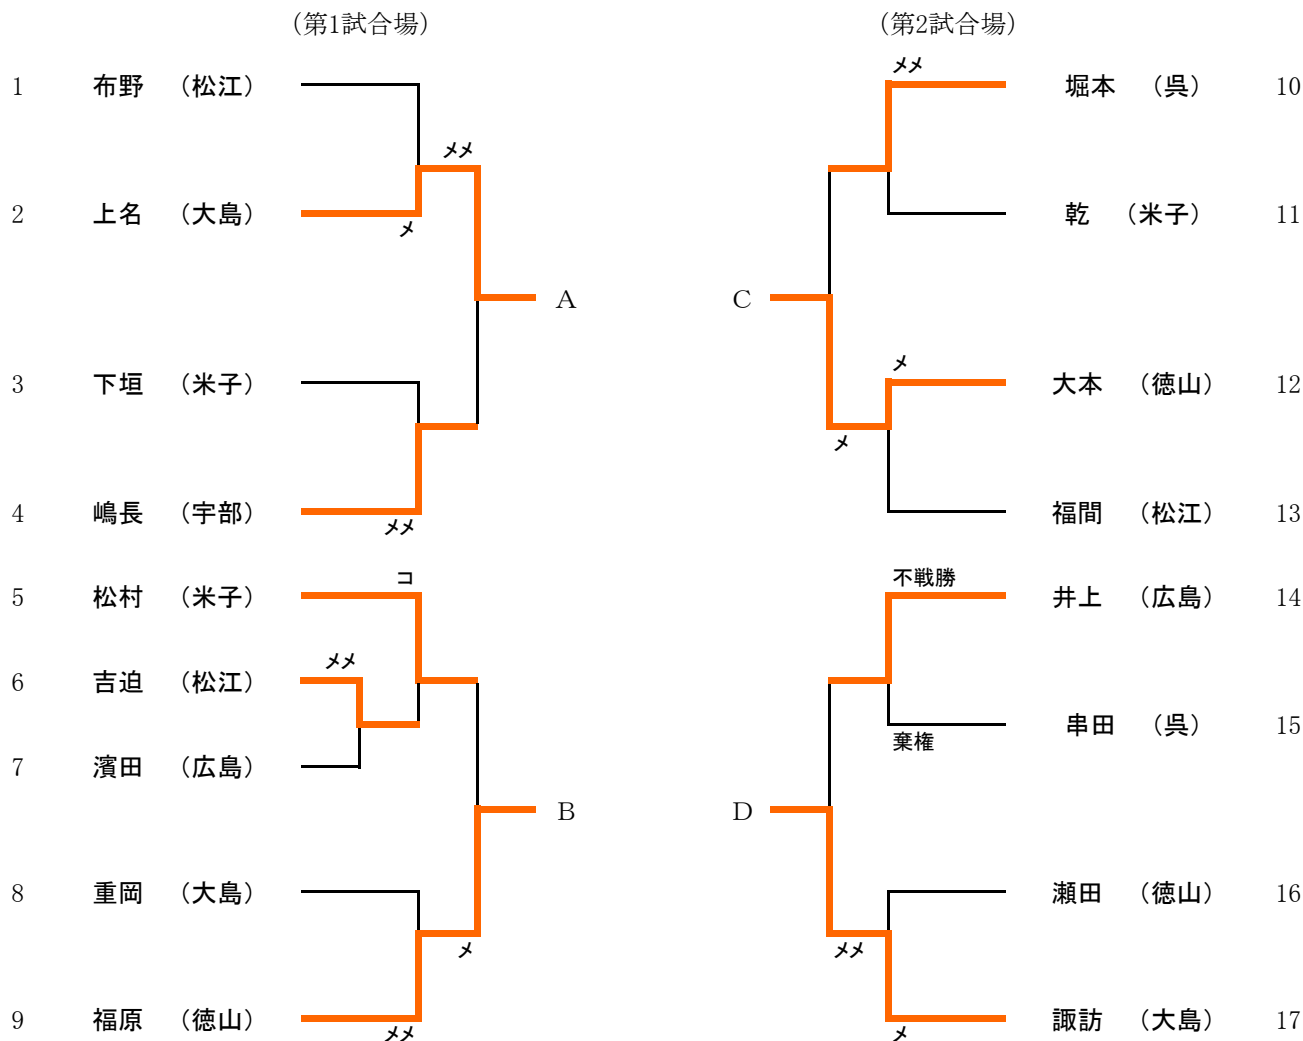 （第1試合場）　（第2試合場）
1　布野　（松江）　メメ　堀本　（呉）　10
メメ
2　上名　（大島）　メ　乾　（米子）　11
A　C
3　下垣　（米子）　メ　大本　（徳山）　12
メ
4　嶋長　（宇部）　メメ　福間　（松江）　13
5　松村　（米子）　コ　不戦勝　井上　（広島）　14
6　吉迫　（松江）　メメ
串田　（呉）　15
棄権
7　濱田　（広島）
B　D
8　重岡　（大島）　瀬田　（徳山）　16
メ　メメ
9　福原　（徳山）　メメ　メ　諏訪　（大島）　17